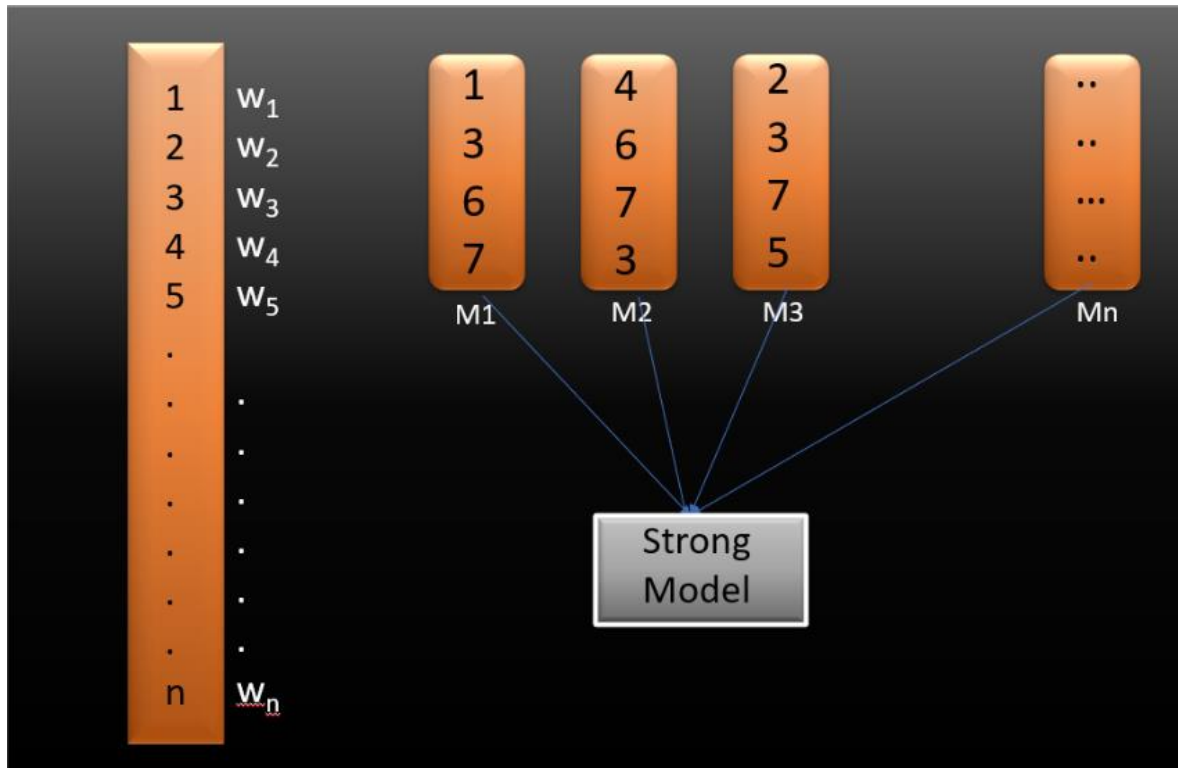 1 w₁
2 w₂
3 w₃
4 w₄
5 w₅
.
. .
. .
. .
. .
. .
. .
n wₙ
1
3
6
7
M1
4
6
7
3
M2
2
3
7
5
M3
..
..
...
..
Mn
Strong
Model